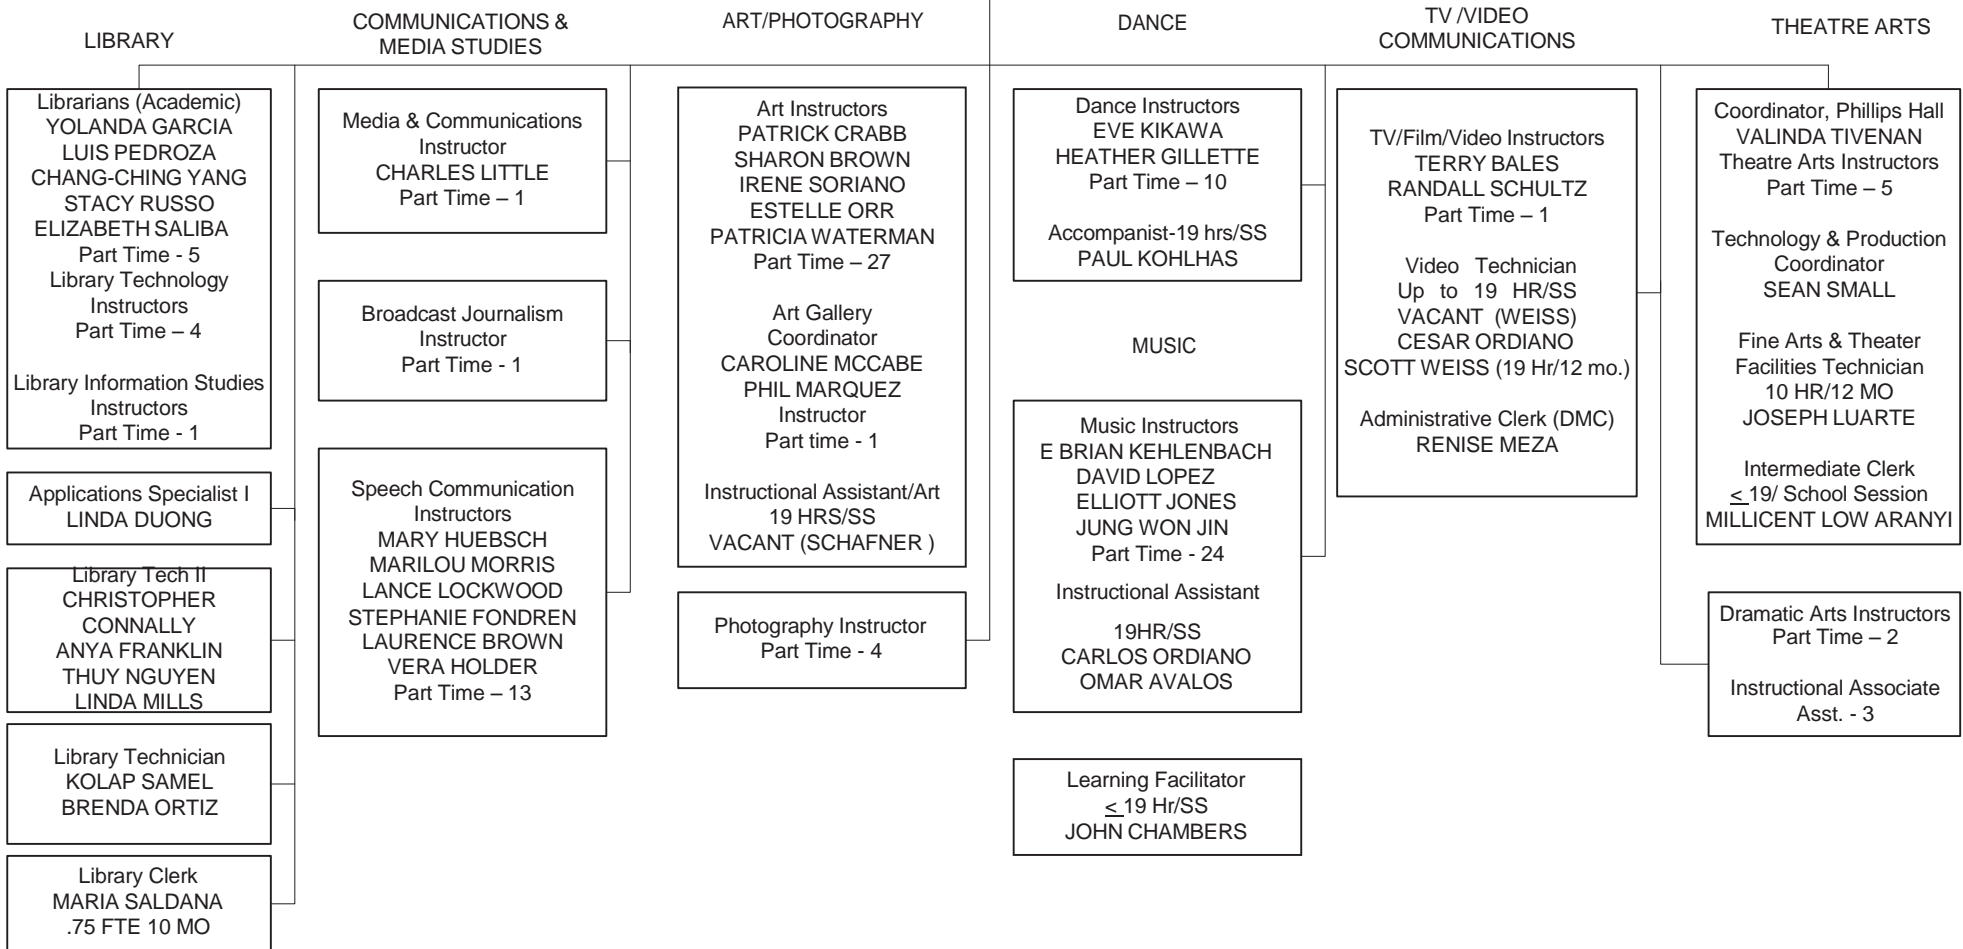 LIBRARY
Librarians (Academic)
YOLANDA GARCIA
LUIS PEDROZA
CHANG-CHING YANG
STACY RUSSO
ELIZABETH SALIBA
Part Time - 5
Library Technology
Instructors
Part Time – 4
Library Information Studies
Instructors
Part Time - 1
Applications Specialist I
LINDA DUONG
Library Tech II
CHRISTOPHER
CONNALLY
ANYA FRANKLIN
THUY NGUYEN
LINDA MILLS
Library Technician
KOLAP SAMEL
BRENDA ORTIZ
Library Clerk
MARIA SALDANA
.75 FTE 10 MO
COMMUNICATIONS &
MEDIA STUDIES
Media & Communications
Instructor
CHARLES LITTLE
Part Time – 1
Broadcast Journalism
Instructor
Part Time - 1
Speech Communication
Instructors
MARY HUEBSCH
MARILOU MORRIS
LANCE LOCKWOOD
STEPHANIE FONDREN
LAURENCE BROWN
VERA HOLDER
Part Time – 13
ART/PHOTOGRAPHY
Art Instructors
PATRICK CRABB
SHARON BROWN
IRENE SORIANO
ESTELLE ORR
PATRICIA WATERMAN
Part Time – 27
Art Gallery
Coordinator
CAROLINE MCCABE
PHIL MARQUEZ
Instructor
Part time - 1
Instructional Assistant/Art
19 HRS/SS
VACANT (SCHAFNER )
Photography Instructor
Part Time - 4
DANCE
Dance Instructors
EVE KIKAWA
HEATHER GILLETTE
Part Time – 10
Accompanist-19 hrs/SS
PAUL KOHLHAS
MUSIC
Music Instructors
E BRIAN KEHLENBACH
DAVID LOPEZ
ELLIOTT JONES
JUNG WON JIN
Part Time - 24
Instructional Assistant
19HR/SS
CARLOS ORDIANO
OMAR AVALOS
Learning Facilitator
< 19 Hr/SS
JOHN CHAMBERS
TV /VIDEO
COMMUNICATIONS
TV/Film/Video Instructors
TERRY BALES
RANDALL SCHULTZ
Part Time – 1
Video Technician
Up to 19 HR/SS
VACANT (WEISS)
CESAR ORDIANO
SCOTT WEISS (19 Hr/12 mo.)
Administrative Clerk (DMC)
RENISE MEZA
THEATRE ARTS
Coordinator, Phillips Hall
VALINDA TIVENAN
Theatre Arts Instructors
Part Time – 5
Technology & Production
Coordinator
SEAN SMALL
Fine Arts & Theater
Facilities Technician
10 HR/12 MO
JOSEPH LUARTE
Intermediate Clerk
< 19/ School Session
MILLICENT LOW ARANYI
Dramatic Arts Instructors
Part Time – 2
Instructional Associate
Asst. - 3